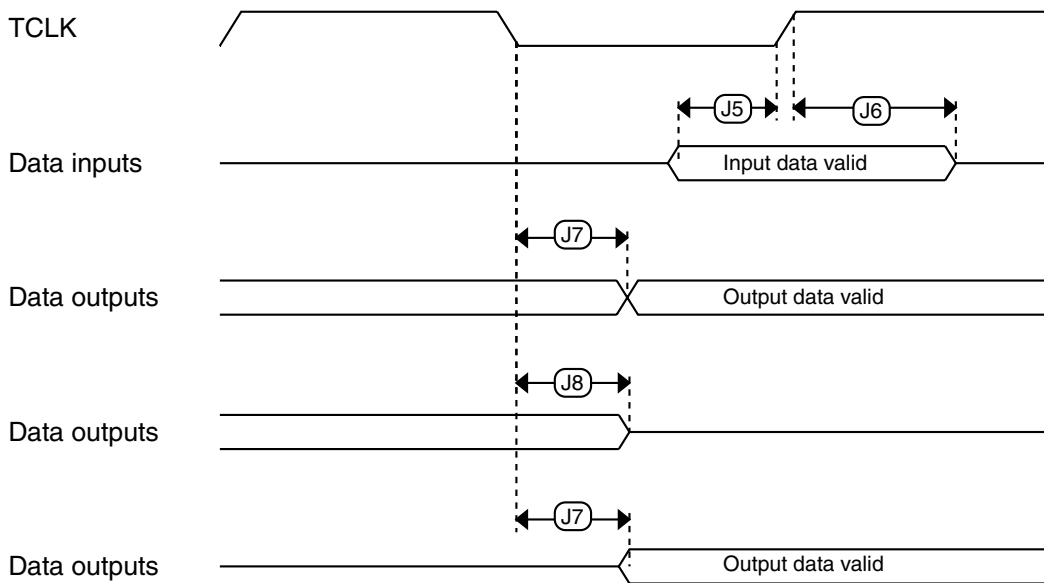 TCLK
J5
J6
Data inputs
Input data valid
J7
Data outputs
Output data valid
J8
Data outputs
J7
Data outputs
Output data valid